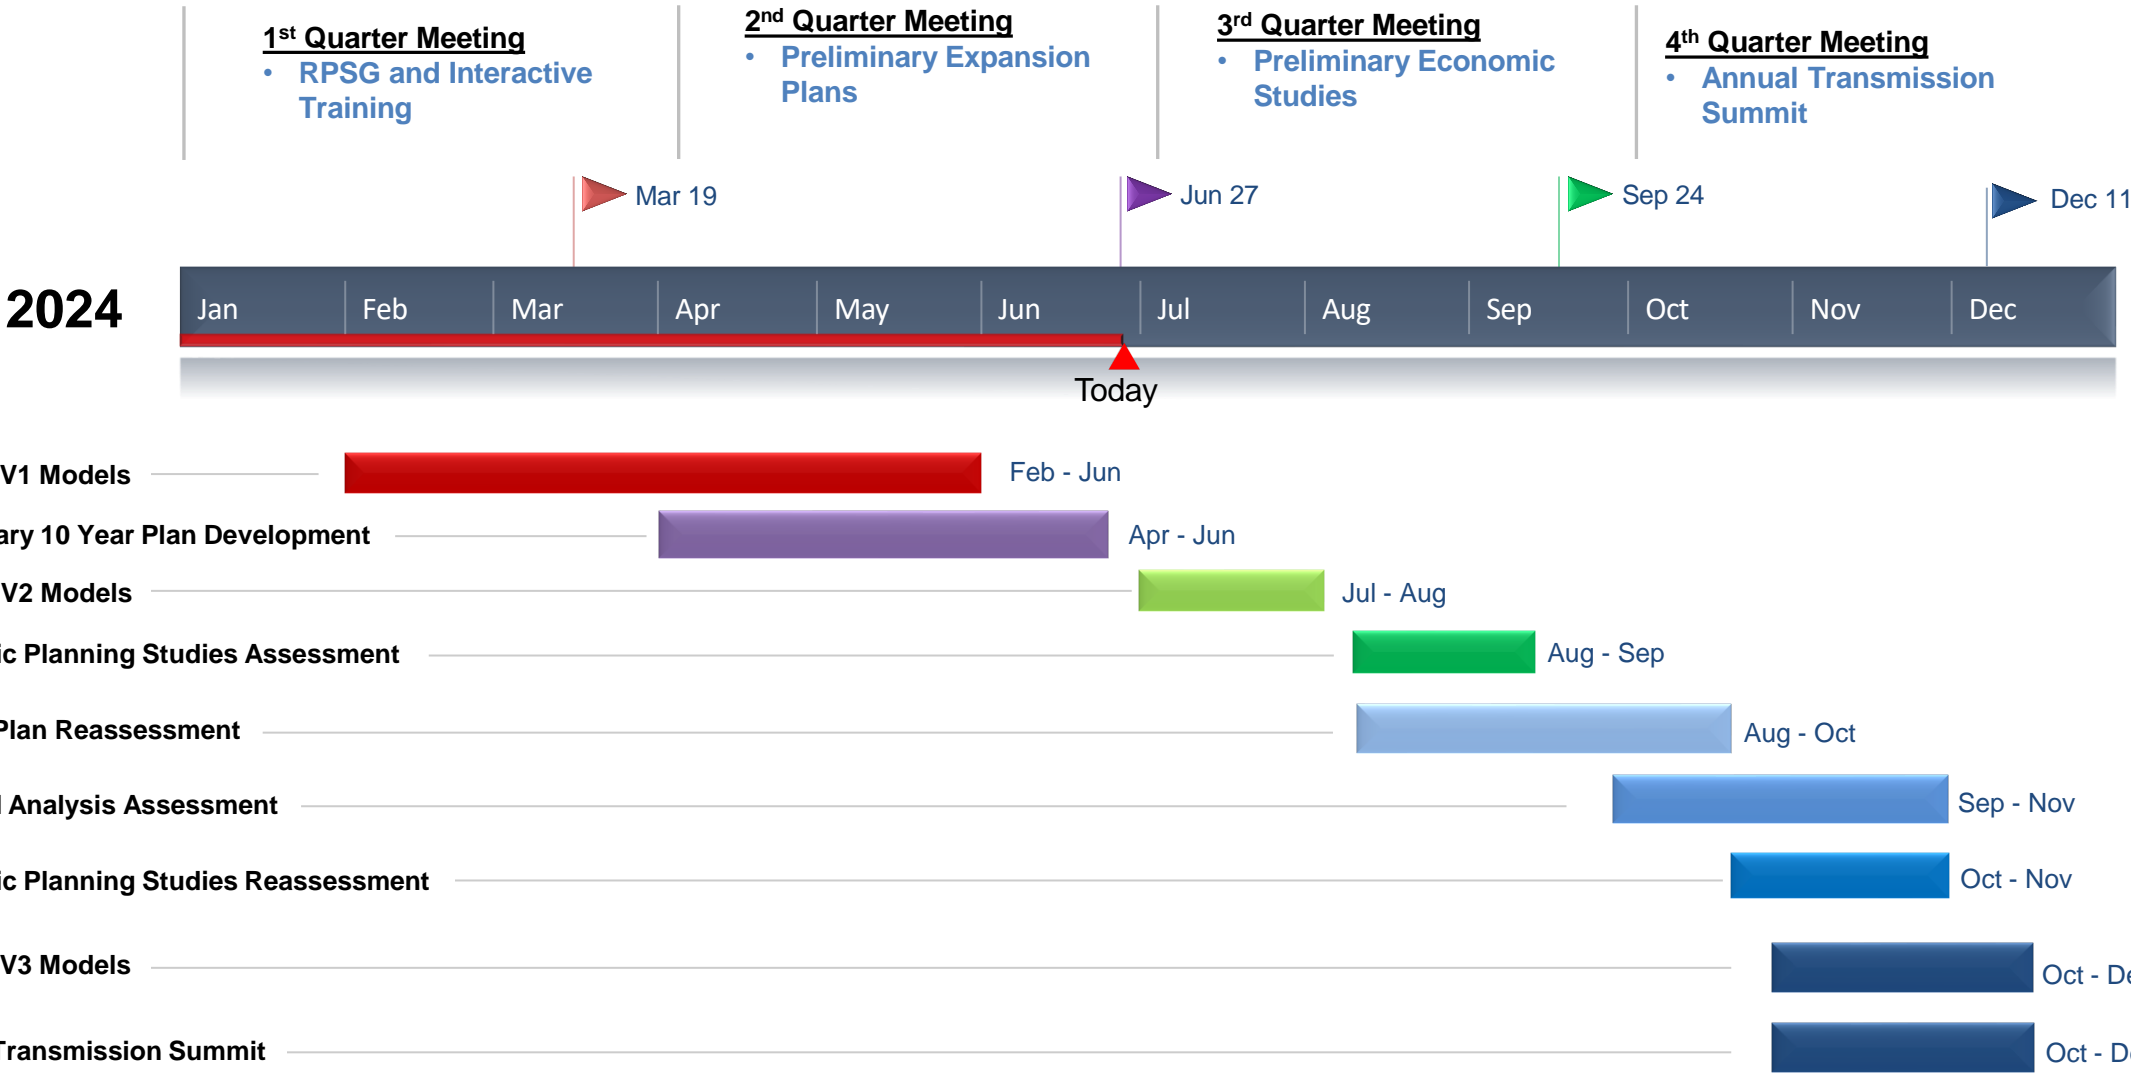 1st Quarter Meeting
• RPSG and Interactive
Training
2nd Quarter Meeting
• Preliminary Expansion
Plans
3rd Quarter Meeting
• Preliminary Economic
Studies
4th Quarter Meeting
• Annual Transmission
Summit
Mar 19
Jun 27
Sep 24
Dec 11
2024
Jan Feb Mar Apr May Jun Jul Aug Sep Oct Nov Dec
Today
V1 Models Feb - Jun
10 Year Plan Development Apr - Jun
V2 Models Jul - Aug
Planning Studies Assessment Aug - Sep
Plan Reassessment Aug - Oct
Analysis Assessment Sep - Nov
Planning Studies Reassessment Oct - Nov
V3 Models Oct -
Transmission Summit Oct -